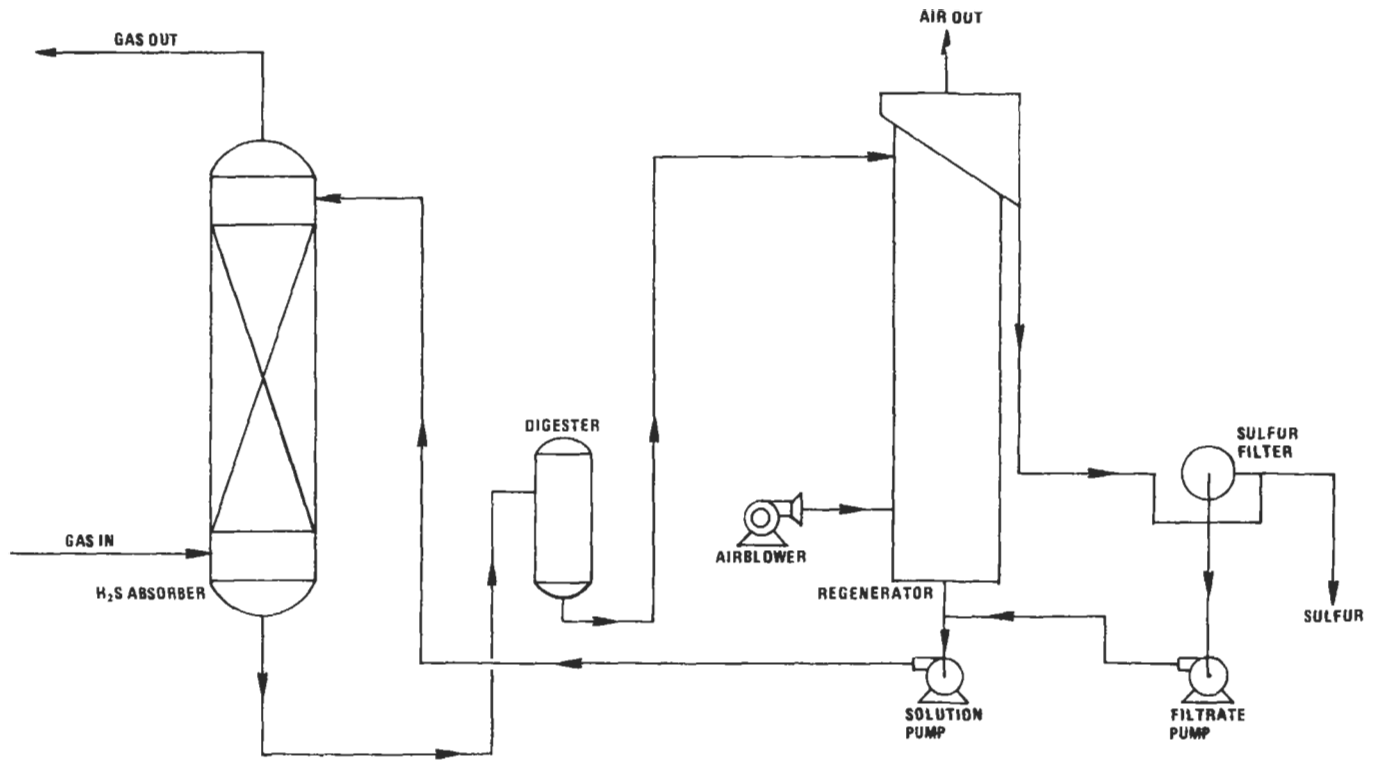 AIR OUT
GAS OUT
DIGESTER
SULFUR
FILTER
GAS IN
AIRBLOWER
H₂S ABSORBER
REGENERATOR
SULFUR
SOLUTION
PUMP
FILTRATE
PUMP